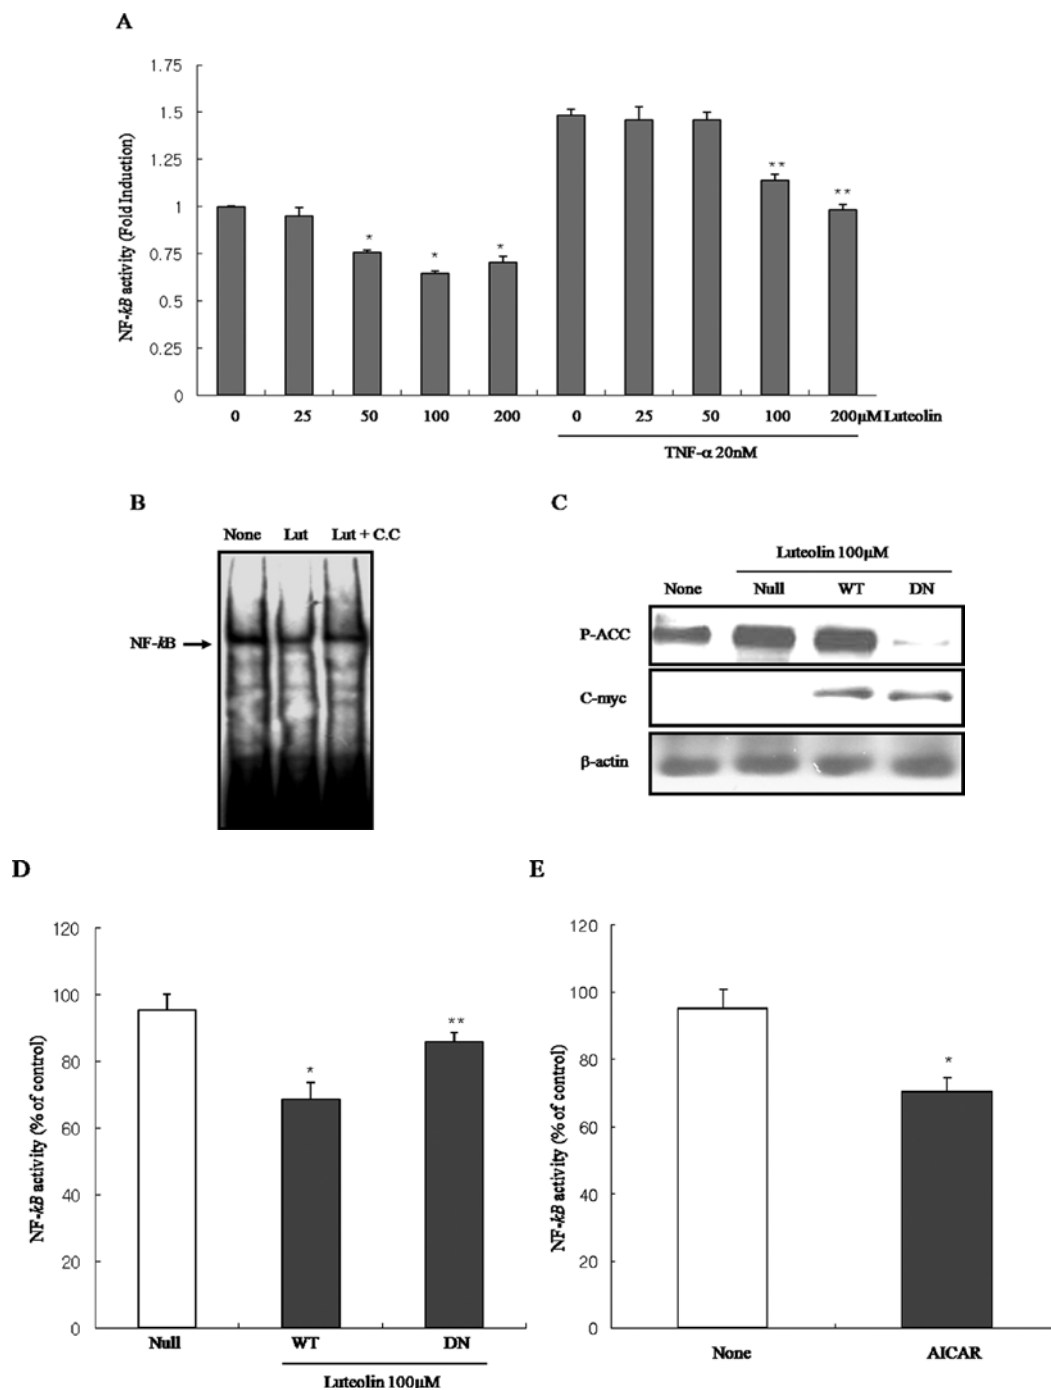 A
1.75
1.5
1.25
1
0.75
0.5
0.25
0
NF-kB activity (Fold Induction)
* * * ** **
0 25 50 100 200 0 25 50 100 200μM Luteolin
TNF-α 20nM
B
None Lut Lut + C.C
NF-kB
C
Luteolin 100μM
None Null WT DN
P-ACC
C-myc
β-actin
D
120
100
80
60
40
20
0
NF-kB activity (% of control)
* **
Null WT DN
Luteolin 100μM
E
120
100
80
60
40
20
0
NF-kB activity (% of control)
*
None AICAR